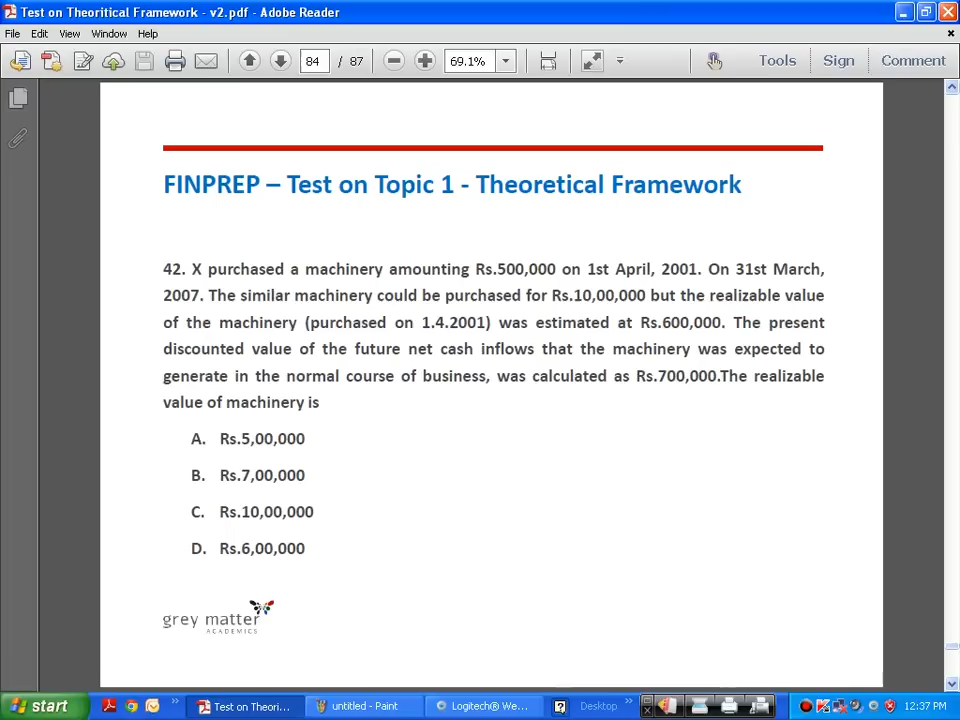 Test on Theoritical Framework - v2.pdf - Adobe Reader
File Edit View Window Help
84 / 87 69.1% Tools Sign Comment
FINPREP – Test on Topic 1 - Theoretical Framework
42. X purchased a machinery amounting Rs.500,000 on 1st April, 2001. On 31st March,
2007. The similar machinery could be purchased for Rs.10,00,000 but the realizable value
of the machinery (purchased on 1.4.2001) was estimated at Rs.600,000. The present
discounted value of the future net cash inflows that the machinery was expected to
generate in the normal course of business, was calculated as Rs.700,000.The realizable
value of machinery is
A. Rs.5,00,000
B. Rs.7,00,000
C. Rs.10,00,000
D. Rs.6,00,000
grey matter
ACADEMICS
start Test on Theori... untitled - Paint Logitech® We... Desktop 12:37 PM